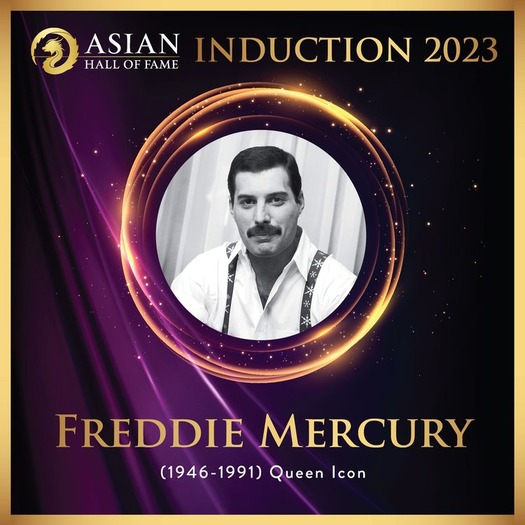 ASIAN
HALL OF FAME
INDUCTION 2023
FREDDIE MERCURY
(1946-1991) Queen Icon